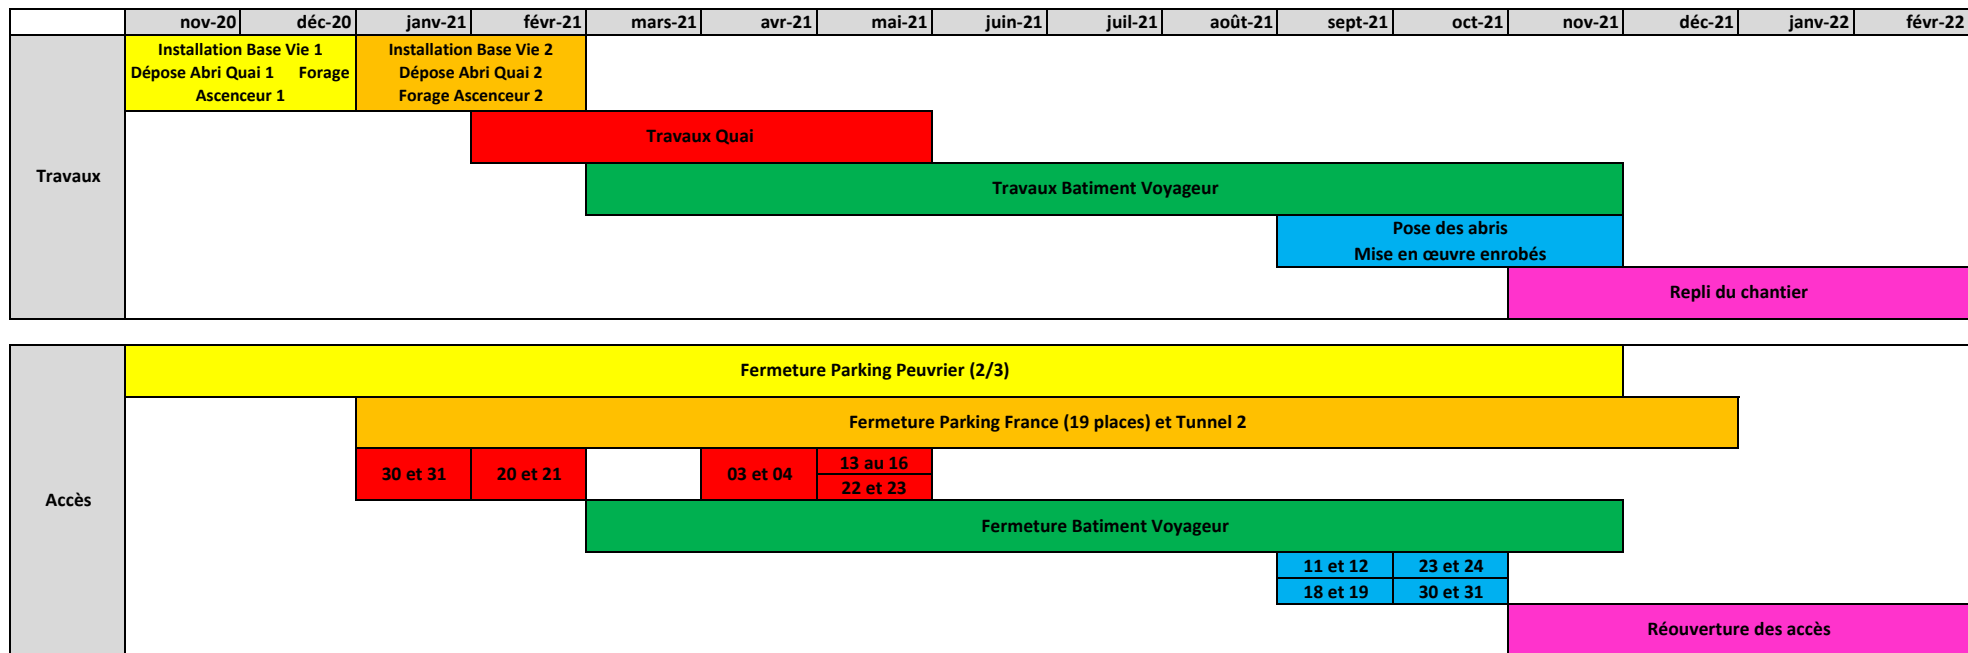 nov-20 déc-20 janv-21 févr-21 mars-21 avr-21 mai-21 juin-21 juil-21 août-21 sept-21 oct-21 nov-21 déc-21 janv-22 févr-22
Travaux
Installation Base Vie 1
Dépose Abri Quai 1 Forage
Ascenceur 1
Installation Base Vie 2
Dépose Abri Quai 2
Forage Ascenceur 2
Travaux Quai
Travaux Batiment Voyageur
Pose des abris
Mise en œuvre enrobés
Repli du chantier
Accès
Fermeture Parking Peuvrier (2/3)
Fermeture Parking France (19 places) et Tunnel 2
30 et 31 20 et 21 03 et 04 13 au 16
22 et 23
Fermeture Batiment Voyageur
11 et 12 23 et 24
18 et 19 30 et 31
Réouverture des accès